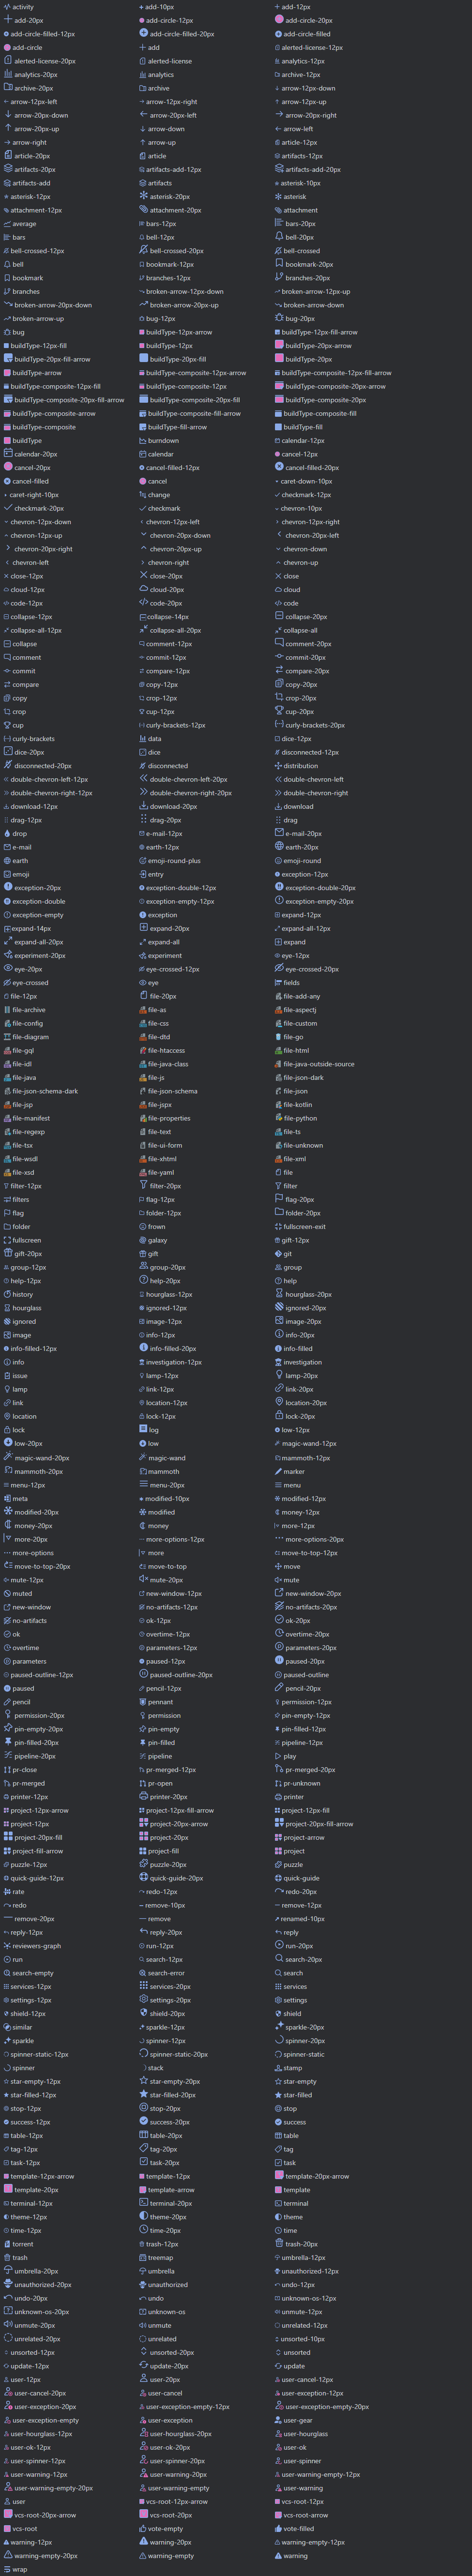 activity add-10px add-12px
add-20px add-circle-12px add-circle-20px
add-circle-filled-12px add-circle-filled-20px add-circle-filled
add-circle add alerted-license-12px
alerted-license-20px alerted-license analytics-12px
analytics-20px analytics archive-12px
archive-20px archive arrow-12px-down
arrow-12px-left arrow-12px-right arrow-12px-up
arrow-20px-down arrow-20px-left arrow-20px-right
arrow-20px-up arrow-down arrow-left
arrow-right arrow-up article-12px
article-20px article artifacts-12px
artifacts-20px artifacts-add-12px artifacts-add-20px
artifacts-add artifacts asterisk-10px
asterisk-12px asterisk-20px asterisk
attachment-12px attachment-20px attachment
average bars-12px bars-20px
bars bell-12px bell-20px
bell-crossed-12px bell-crossed-20px bell-crossed
bell bookmark-12px bookmark-20px
bookmark branches-12px branches-20px
branches broken-arrow-12px-down broken-arrow-12px-up
broken-arrow-20px-down broken-arrow-20px-up broken-arrow-down
broken-arrow-up bug-12px bug-20px
bug buildType-12px-arrow buildType-12px-fill-arrow
buildType-12px-fill buildType-12px buildType-20px-arrow
buildType-20px-fill-arrow buildType-20px-fill buildType-20px
buildType-arrow buildType-composite-12px-arrow buildType-composite-12px-fill-arrow
buildType-composite-12px-fill buildType-composite-12px buildType-composite-20px-arrow
buildType-composite-20px-fill-arrow buildType-composite-20px-fill buildType-composite-20px
buildType-composite-arrow buildType-composite-fill-arrow buildType-composite-fill
buildType-composite buildType-fill-arrow buildType-fill
buildType burndown calendar-12px
calendar-20px calendar cancel-12px
cancel-20px cancel-filled-12px cancel-filled-20px
cancel-filled cancel caret-down-10px
caret-right-10px change checkmark-12px
checkmark-20px checkmark chevron-10px
chevron-12px-down chevron-12px-left chevron-12px-right
chevron-12px-up chevron-20px-down chevron-20px-left
chevron-20px-right chevron-20px-up chevron-down
chevron-left chevron-right chevron-up
close-12px close-20px close
cloud-12px cloud-20px cloud
code-12px code-20px code
collapse-12px collapse-14px collapse-20px
collapse-all-12px collapse-all-20px collapse-all
collapse comment-12px comment-20px
comment commit-12px commit-20px
commit compare-12px compare-20px
compare copy-12px copy-20px
copy crop-12px crop-20px
crop cup-12px cup-20px
cup curly-brackets-12px curly-brackets-20px
curly-brackets data dice-12px
dice-20px dice disconnected-12px
disconnected-20px disconnected distribution
double-chevron-left-12px double-chevron-left-20px double-chevron-left
double-chevron-right-12px double-chevron-right-20px double-chevron-right
download-12px download-20px download
drag-12px drag-20px drag
drop e-mail-12px e-mail-20px
e-mail earth-12px earth-20px
earth emoji-round-plus emoji-round
emoji entry exception-12px
exception-20px exception-double-12px exception-double-20px
exception-double exception-empty-12px exception-empty-20px
exception-empty exception expand-12px
expand-14px expand-20px expand-all-12px
expand-all-20px expand-all expand
experiment-20px experiment eye-12px
eye-20px eye-crossed-12px eye-crossed-20px
eye-crossed eye fields
file-12px file-20px file-add-any
file-archive file-as file-aspectj
file-config file-css file-custom
file-diagram file-dtd file-go
file-gql file-htaccess file-html
file-idl file-java-class file-java-outside-source
file-java file-js file-json-dark
file-json-schema-dark file-json-schema file-json
file-jsp file-jspx file-kotlin
file-manifest file-properties file-python
file-regexp file-text file-ts
file-tsx file-ui-form file-unknown
file-wsdl file-xhtml file-xml
file-xsd file-yaml file
filter-12px filter-20px filter
filters flag-12px flag-20px
flag folder-12px folder-20px
folder frown fullscreen-exit
fullscreen galaxy gift-12px
gift-20px gift git
group-12px group-20px group
help-12px help-20px help
history hourglass-12px hourglass-20px
hourglass ignored-12px ignored-20px
ignored image-12px image-20px
image info-12px info-20px
info-filled-12px info-filled-20px info-filled
info investigation-12px investigation
issue lamp-12px lamp-20px
lamp link-12px link-20px
link location-12px location-20px
location lock-12px lock-20px
lock log low-12px
low-20px low magic-wand-12px
magic-wand-20px magic-wand mammoth-12px
mammoth-20px mammoth marker
menu-12px menu-20px menu
meta modified-10px modified-12px
modified-20px modified money-12px
money-20px money more-12px
more-20px more-options-12px more-options-20px
more-options more move-to-top-12px
move-to-top-20px move-to-top move
mute-12px mute-20px mute
muted new-window-12px new-window-20px
new-window no-artifacts-12px no-artifacts-20px
no-artifacts ok-12px ok-20px
ok overtime-12px overtime-20px
overtime parameters-12px parameters-20px
parameters paused-12px paused-20px
paused-outline-12px paused-outline-20px paused-outline
paused pencil-12px pencil-20px
pencil pennant permission-12px
permission-20px permission pin-empty-12px
pin-empty-20px pin-empty pin-filled-12px
pin-filled-20px pin-filled pipeline-12px
pipeline-20px pipeline play
pr-close pr-merged-12px pr-merged-20px
pr-merged pr-open pr-unknown
printer-12px printer-20px printer
project-12px-arrow project-12px-fill-arrow project-12px-fill
project-12px project-20px-arrow project-20px-fill-arrow
project-20px-fill project-20px project-arrow
project-fill-arrow project-fill project
puzzle-12px puzzle-20px puzzle
quick-guide-12px quick-guide-20px quick-guide
rate redo-12px redo-20px
redo remove-10px remove-12px
remove-20px remove renamed-10px
reply-12px reply-20px reply
reviewers-graph run-12px run-20px
run search-12px search-20px
search-empty search-error search
services-12px services-20px services
settings-12px settings-20px settings
shield-12px shield-20px shield
similar sparkle-12px sparkle-20px
sparkle spinner-12px spinner-20px
spinner-static-12px spinner-static-20px spinner-static
spinner stack stamp
star-empty-12px star-empty-20px star-empty
star-filled-12px star-filled-20px star-filled
stop-12px stop-20px stop
success-12px success-20px success
table-12px table-20px table
tag-12px tag-20px tag
task-12px task-20px task
template-12px-arrow template-12px template-20px-arrow
template-20px template-arrow template
terminal-12px terminal-20px terminal
theme-12px theme-20px theme
time-12px time-20px time
torrent trash-12px trash-20px
trash treemap umbrella-12px
umbrella-20px umbrella unauthorized-12px
unauthorized-20px unauthorized undo-12px
undo-20px undo unknown-os-12px
unknown-os-20px unknown-os unmute-12px
unmute-20px unmute unrelated-12px
unrelated-20px unrelated unsorted-10px
unsorted-12px unsorted-20px unsorted
update-12px update-20px update
user-12px user-20px user-cancel-12px
user-cancel-20px user-cancel user-exception-12px
user-exception-20px user-exception-empty-12px user-exception-empty-20px
user-exception-empty user-exception user-gear
user-hourglass-12px user-hourglass-20px user-hourglass
user-ok-12px user-ok-20px user-ok
user-spinner-12px user-spinner-20px user-spinner
user-warning-12px user-warning-20px user-warning-empty-12px
user-warning-empty-20px user-warning-empty user-warning
user vcs-root-12px-arrow vcs-root-12px
vcs-root-20px-arrow vcs-root-20px vcs-root-arrow
vcs-root vote-empty vote-filled
warning-12px warning-20px warning-empty-12px
warning-empty-20px warning-empty warning
wrap